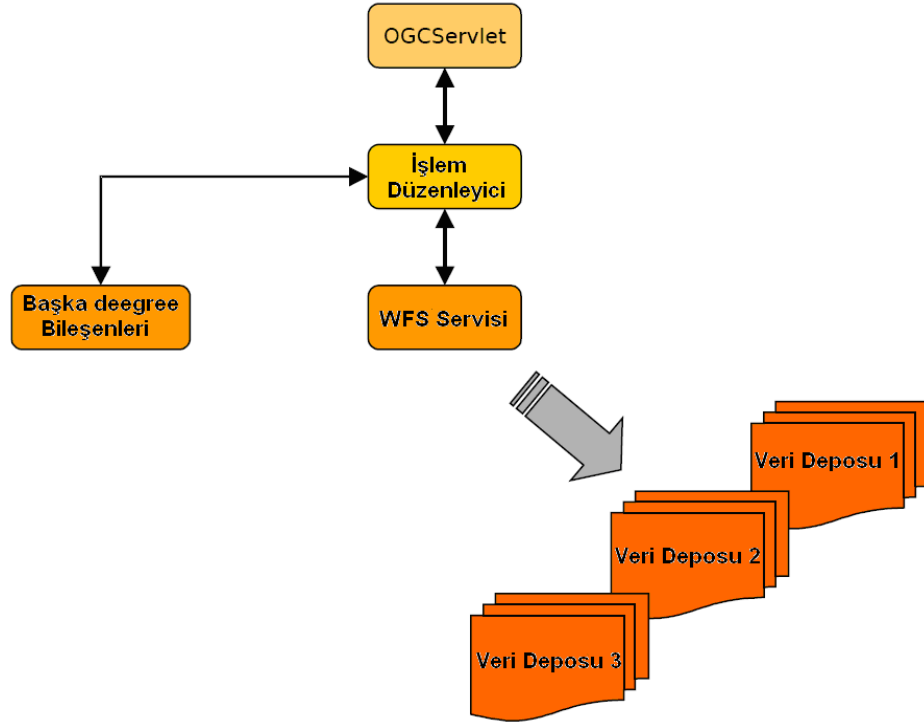 OGCServlet
İşlem
Düzenleyici
Başka deegree
Bileşenleri
WFS Servisi
Veri Deposu 1
Veri Deposu 2
Veri Deposu 3